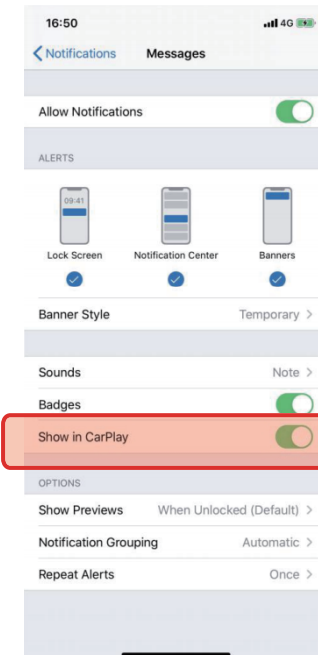 16:50 4G
Notifications Messages
Allow Notifications
ALERTS
09:41
Lock Screen Notification Center Banners
Banner Style Temporary
Sounds Note
Badges
Show in CarPlay
OPTIONS
Show Previews When Unlocked (Default)
Notification Grouping Automatic
Repeat Alerts Once